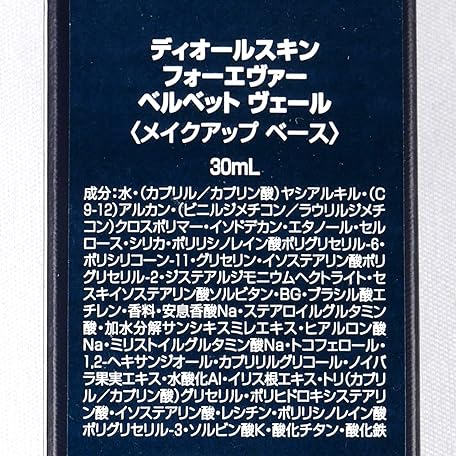 ディオールスキン
フォーエヴァー
ベルベット ヴェール
〈メイクアップ ベース〉
30mL
成分:水・(カプリル/カプリン酸)ヤシアルキル・(C
9-12)アルカン・(ビニルジメチコン/ラウリルジメチ
コン)クロスポリマー・イソドデカン・エタノール・セル
ロース・シリカ・ポリリシノレイン酸ポリグリセリル-6・
ポリシリコーン-11・グリセリン・イソステアリン酸ポリ
グリセリル-2・ジステアルジモニウムヘクトライト・セ
スキイソステアリン酸ソルビタン・BG・ブラシル酸エ
チレン・香料・安息香酸Na・ステアロイルグルタミン
酸・加水分解サンシキスミレエキス・ヒアルロン酸
Na・ミリストイルグルタミン酸Na・トコフェロール・
1,2-ヘキサンジオール・カプリリルグリコール・ノイバ
ラ果実エキス・水酸化Al・イリス根エキス・トリ(カプリ
ル/カプリン酸)グリセリル・ポリヒドロキシステアリ
ン酸・イソステアリン酸・レシチン・ポリリシノレイン酸
ポリグリセリル-3・ソルビン酸K・酸化チタン・酸化鉄